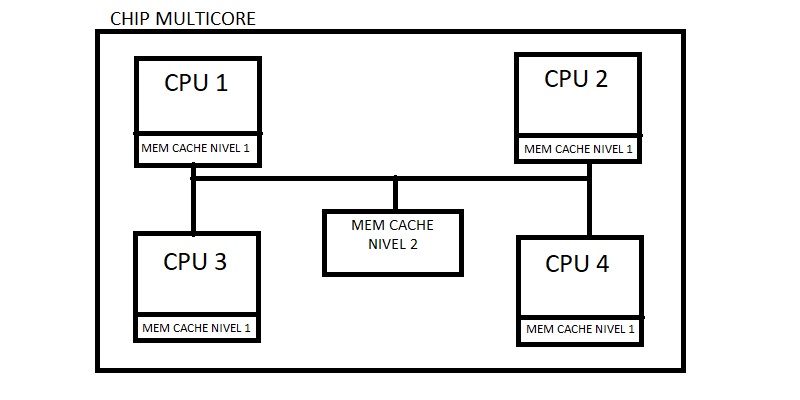 CHIP MULTICORE
CPU 1
MEM CACHE NIVEL 1
CPU 2
MEM CACHE NIVEL 1
MEM CACHE
NIVEL 2
CPU 3
MEM CACHE NIVEL 1
CPU 4
MEM CACHE NIVEL 1